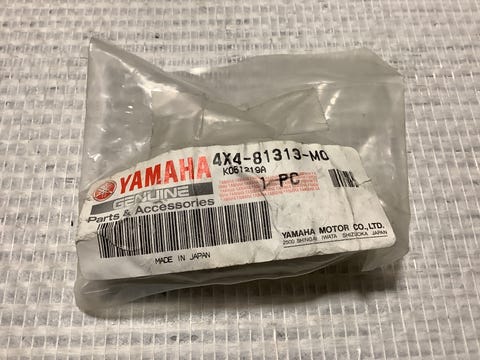 YAMAHA 4X4-81313-M0
K061219A
GENUINE
1 PC
Parts & Accessories
YAMAHA MOTOR CO.,LTD.
2500 SHINGAI IWATA SHIZUOKA JAPAN
MADE IN JAPAN